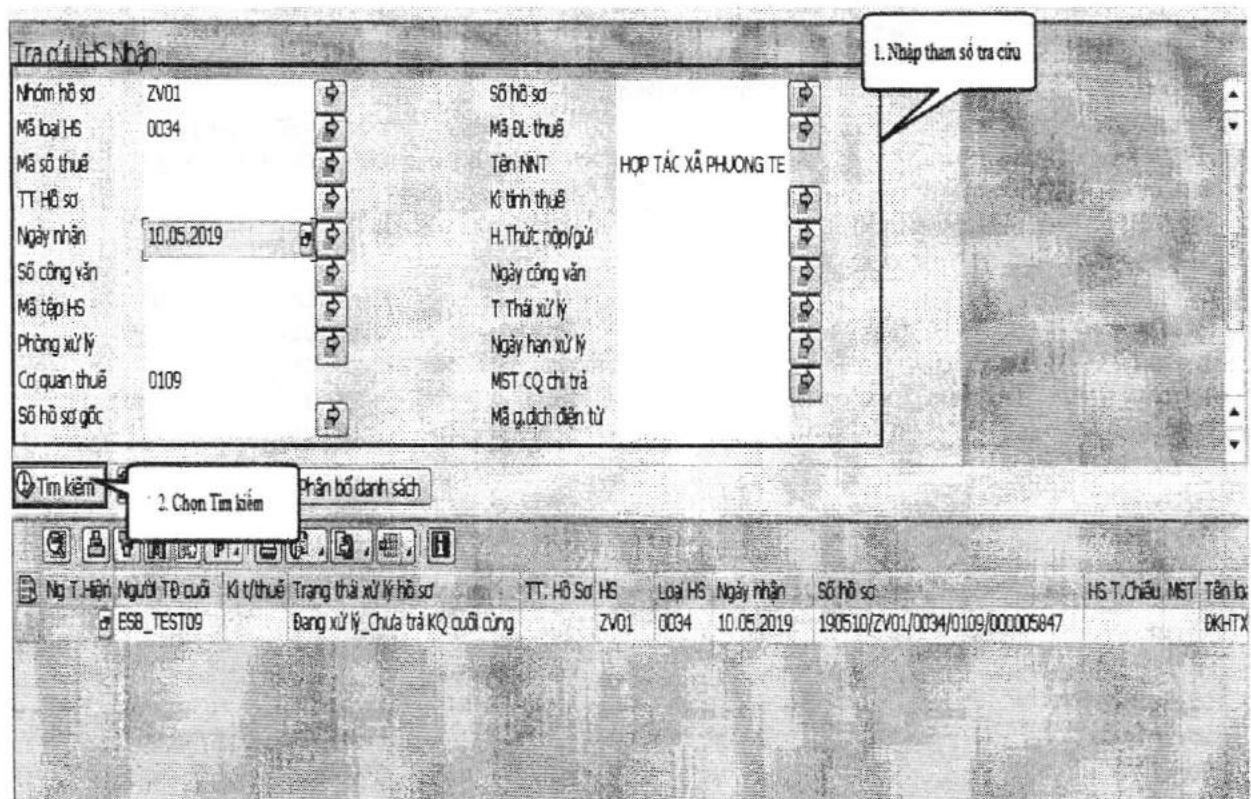 Tra cứu HS Nhận
1. Nhập tham số tra cứu
Nhóm hồ sơ ZV01 Số hồ sơ
Mã loại HS 0034 Mã ĐL thuế
Mã số thuế Tên NNT HỢP TÁC XÃ PHUONG TE
TT Hồ sơ Kì tính thuế
Ngày nhận 10.05.2019 H.Thức nộp/gửi
Số công văn Ngày công văn
Mã tệp HS T Thái xử lý
Phòng xử lý Ngày hạn xử lý
Cơ quan thuế 0109 MST CQ chi trả
Số hồ sơ gốc Mã g.dịch điện tử
Tìm kiếm Phân bổ danh sách
2. Chọn Tìm kiếm
Ng T.Hiện Người TĐ cuối Kì t/thuế Trạng thái xử lý hồ sơ TT. Hồ Sơ HS Loại HS Ngày nhận Số hồ sơ HS T.Chiếu MST Tên loạ
ESB_TEST09 Đang xử lý_Chưa trả KQ cuối cùng ZV01 0034 10.05.2019 190510/ZV01/0034/0109/000005847 ĐKHTX